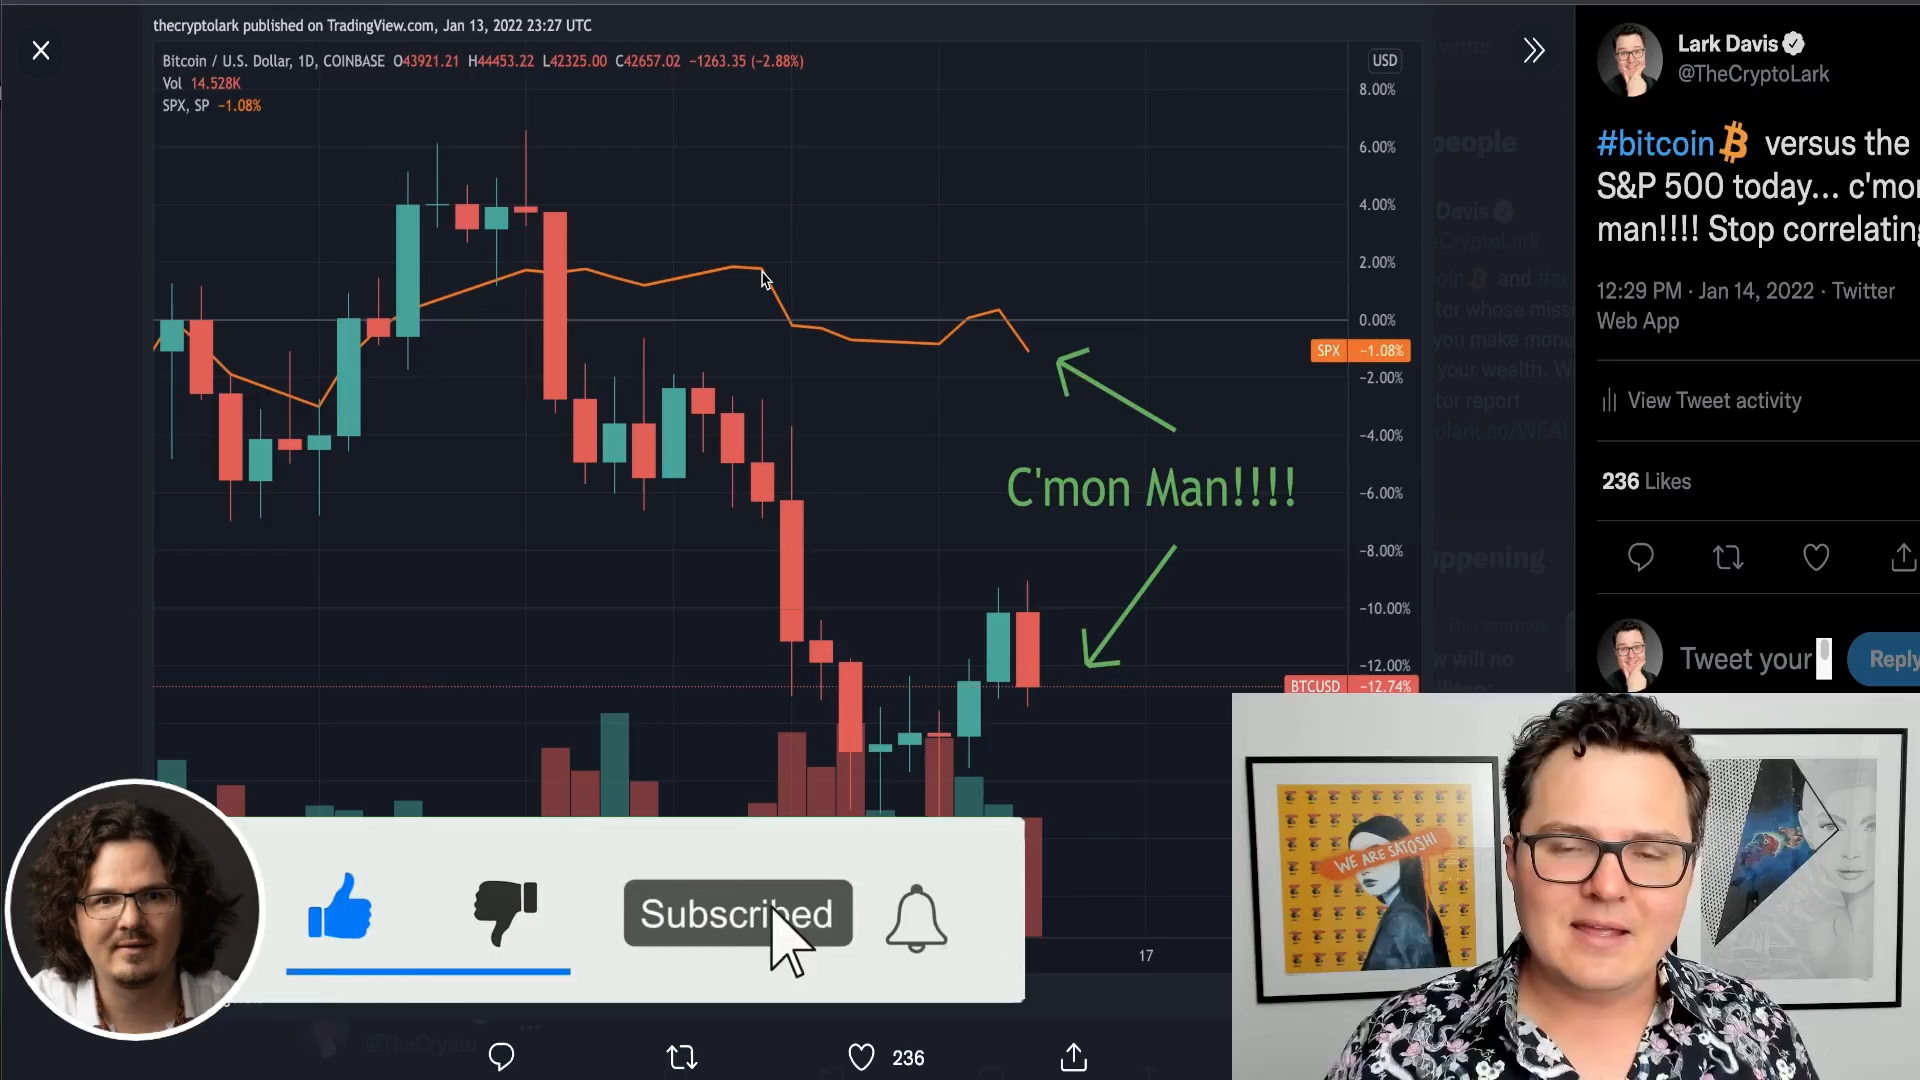 thecryptolark published on TradingView.com, Jan 13, 2022 23:27 UTC
Bitcoin / U.S. Dollar, 1D, COINBASE O43921.21 H44453.22 L42325.00 C42657.02 −1263.35 (−2.88%)
Vol 14.528K
SPX, SP −1.08%
USD
8.00%
6.00%
4.00%
2.00%
0.00%
SPX −1.08%
−2.00%
−4.00%
−6.00%
−8.00%
−10.00%
−12.00%
BTCUSD −12.74%
C'mon Man!!!!
17
Lark Davis
@TheCryptoLark
#bitcoin versus the
S&P 500 today... c'mon
man!!!! Stop correlating
12:29 PM · Jan 14, 2022 · Twitter
Web App
View Tweet activity
236 Likes
Tweet your
Reply
people
Davis
WE ARE SATOSHI
Subscribed
@TheCrypto
236